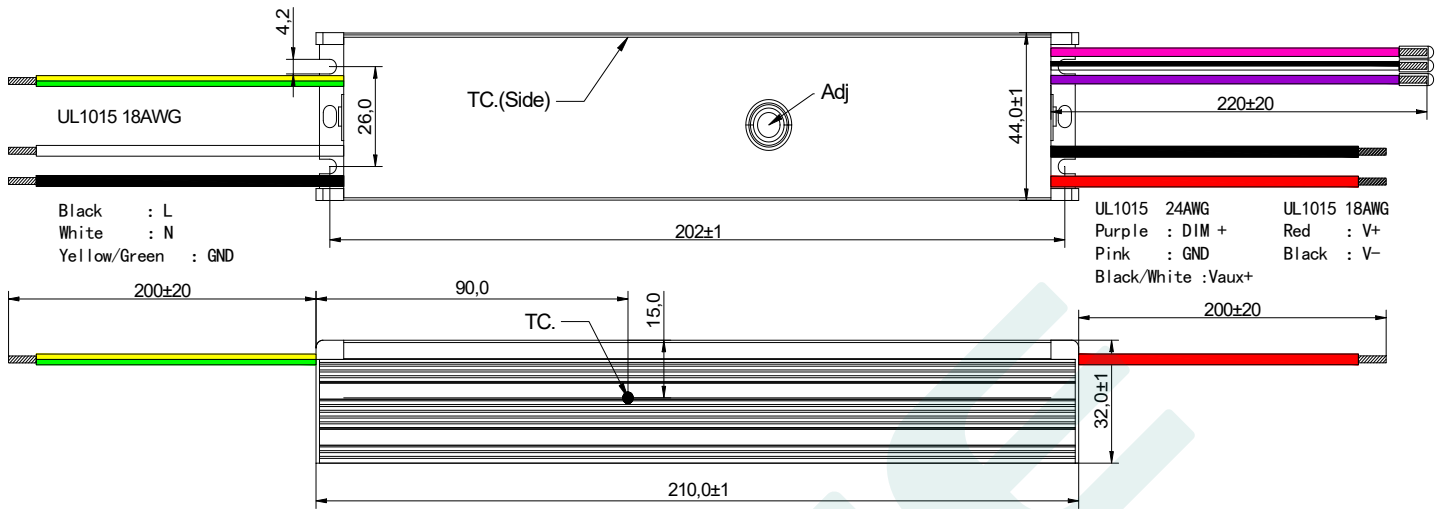 4,2
TC.(Side)
Adj
UL1015 18AWG
26,0
44,0±1
220±20
Black : L
White : N
Yellow/Green : GND
202±1
UL1015 24AWG UL1015 18AWG
Purple : DIM + Red : V+
Pink : GND Black : V-
Black/White :Vaux+
200±20
90,0
15,0
TC.
200±20
32,0±1
210,0±1